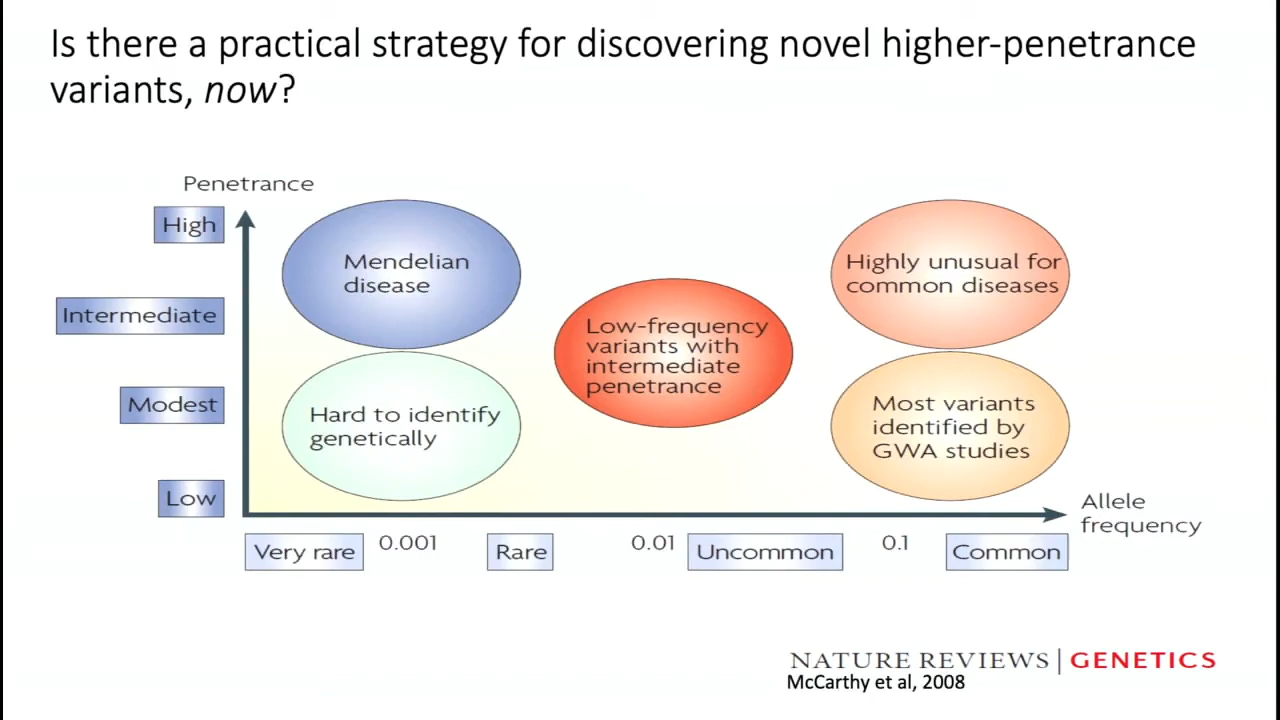 Is there a practical strategy for discovering novel higher-penetrance
variants, now?
Penetrance
High
Intermediate
Modest
Low
Mendelian
disease
Hard to identify
genetically
Low-frequency
variants with
intermediate
penetrance
Highly unusual for
common diseases
Most variants
identified by
GWA studies
Allele
frequency
Very rare
0.001
Rare
0.01
Uncommon
0.1
Common
NATURE REVIEWS | GENETICS
McCarthy et al, 2008